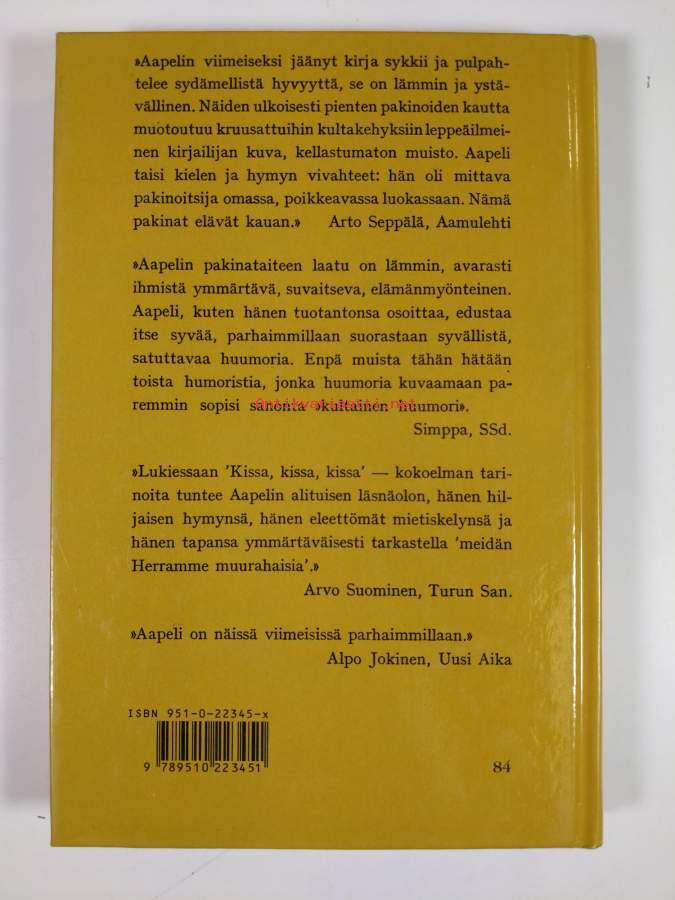 »Aapelin viimeiseksi jäänyt kirja sykkii ja pulpah-
telee sydämellistä hyvyyttä, se on lämmin ja ystä-
vällinen. Näiden ulkoisesti pienten pakinoiden kautta
muotoutuu kruusattuihin kultakehyksiin leppeäilmei-
nen kirjailijan kuva, kellastumaton muisto. Aapeli
taisi kielen ja hymyn vivahteet: hän oli mittava
pakinoitsija omassa, poikkeavassa luokassaan. Nämä
pakinat elävät kauan.» Arto Seppälä, Aamulehti
»Aapelin pakinataiteen laatu on lämmin, avarasti
ihmistä ymmärtävä, suvaitseva, elämänmyönteinen.
Aapeli, kuten hänen tuotantonsa osoittaa, edustaa
itse syvää, parhaimmillaan suorastaan syvällistä,
satuttavaa huumoria. Enpä muista tähän hätään
toista humoristia, jonka huumoria kuvaamaan pa-
remmin sopisi sanonta »kultainen huumori».
Antikvariaatti.net
Simppa, SSd.
»Lukiessaan 'Kissa, kissa, kissa' — kokoelman tari-
noita tuntee Aapelin alituisen läsnäolon, hänen hil-
jaisen hymynsä, hänen eleettömät mietiskelynsä ja
hänen tapansa ymmärtäväisesti tarkastella 'meidän
Herramme muurahaisia'.»
Arvo Suominen, Turun San.
»Aapeli on näissä viimeisissä parhaimmillaan.»
Alpo Jokinen, Uusi Aika
ISBN 951-0-22345-x
9 789510 223451
84